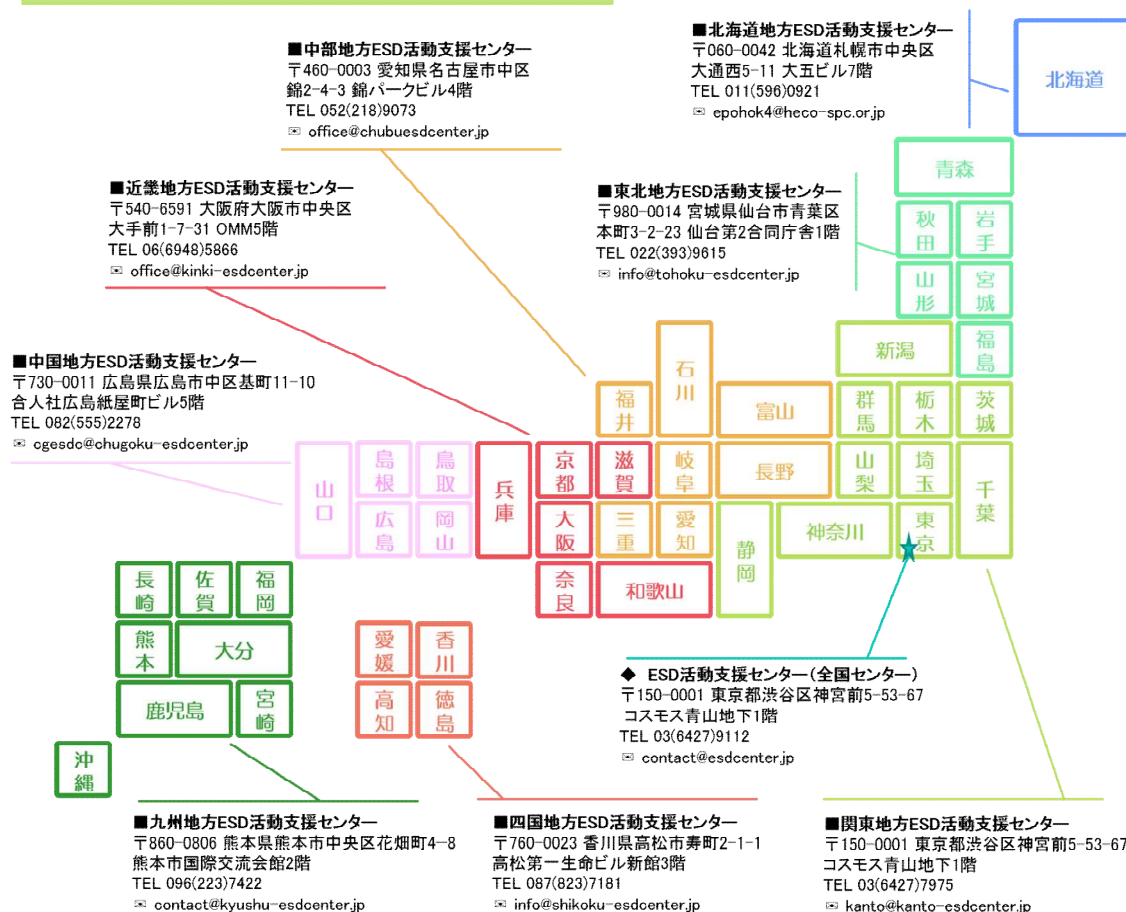 ■北海道地方ESD活動支援センター
〒060-0042 北海道札幌市中央区
大通西5-11 大五ビル7階
TEL 011(596)0921
✉ epohok4@heco-spc.or.jp
■中部地方ESD活動支援センター
〒460-0003 愛知県名古屋市中区
錦2-4-3 錦パークビル4階
TEL 052(218)9073
✉ office@chubuesdcenter.jp
■近畿地方ESD活動支援センター
〒540-6591 大阪府大阪市中央区
大手前1-7-31 OMM5階
TEL 06(6948)5866
✉ office@kinki-esdcenter.jp
■東北地方ESD活動支援センター
〒980-0014 宮城県仙台市青葉区
本町3-2-23 仙台第2合同庁舎1階
TEL 022(393)9615
✉ info@tohoku-esdcenter.jp
■中国地方ESD活動支援センター
〒730-0011 広島県広島市中区基町11-10
合人社広島紙屋町ビル5階
TEL 082(555)2278
✉ cgesdc@chugoku-esdcenter.jp
北海道
青森
秋田
岩手
山形
宮城
福島
新潟
石川
福井
富山
群馬
栃木
茨城
山口
島根
鳥取
兵庫
京都
滋賀
岐阜
長野
山梨
埼玉
千葉
広島
岡山
大阪
三重
愛知
静岡
神奈川
東京
奈良
和歌山
長崎
佐賀
福岡
熊本
大分
鹿児島
宮崎
沖縄
愛媛
香川
高知
徳島
◆ ESD活動支援センター(全国センター)
〒150-0001 東京都渋谷区神宮前5-53-67
コスモス青山地下1階
TEL 03(6427)9112
✉ contact@esdcenter.jp
■九州地方ESD活動支援センター
〒860-0806 熊本県熊本市中央区花畑町4-8
熊本市国際交流会館2階
TEL 096(223)7422
✉ contact@kyushu-esdcenter.jp
■四国地方ESD活動支援センター
〒760-0023 香川県高松市寿町2-1-1
高松第一生命ビル新館3階
TEL 087(823)7181
✉ info@shikoku-esdcenter.jp
■関東地方ESD活動支援センター
〒150-0001 東京都渋谷区神宮前5-53-67
コスモス青山地下1階
TEL 03(6427)7975
✉ kanto@kanto-esdcenter.jp